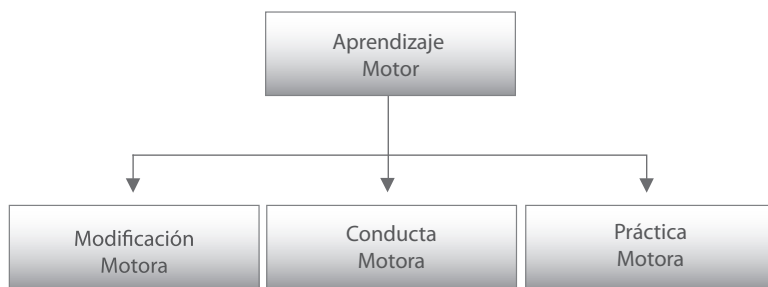 Aprendizaje
Motor
Modificación
Motora
Conducta
Motora
Práctica
Motora